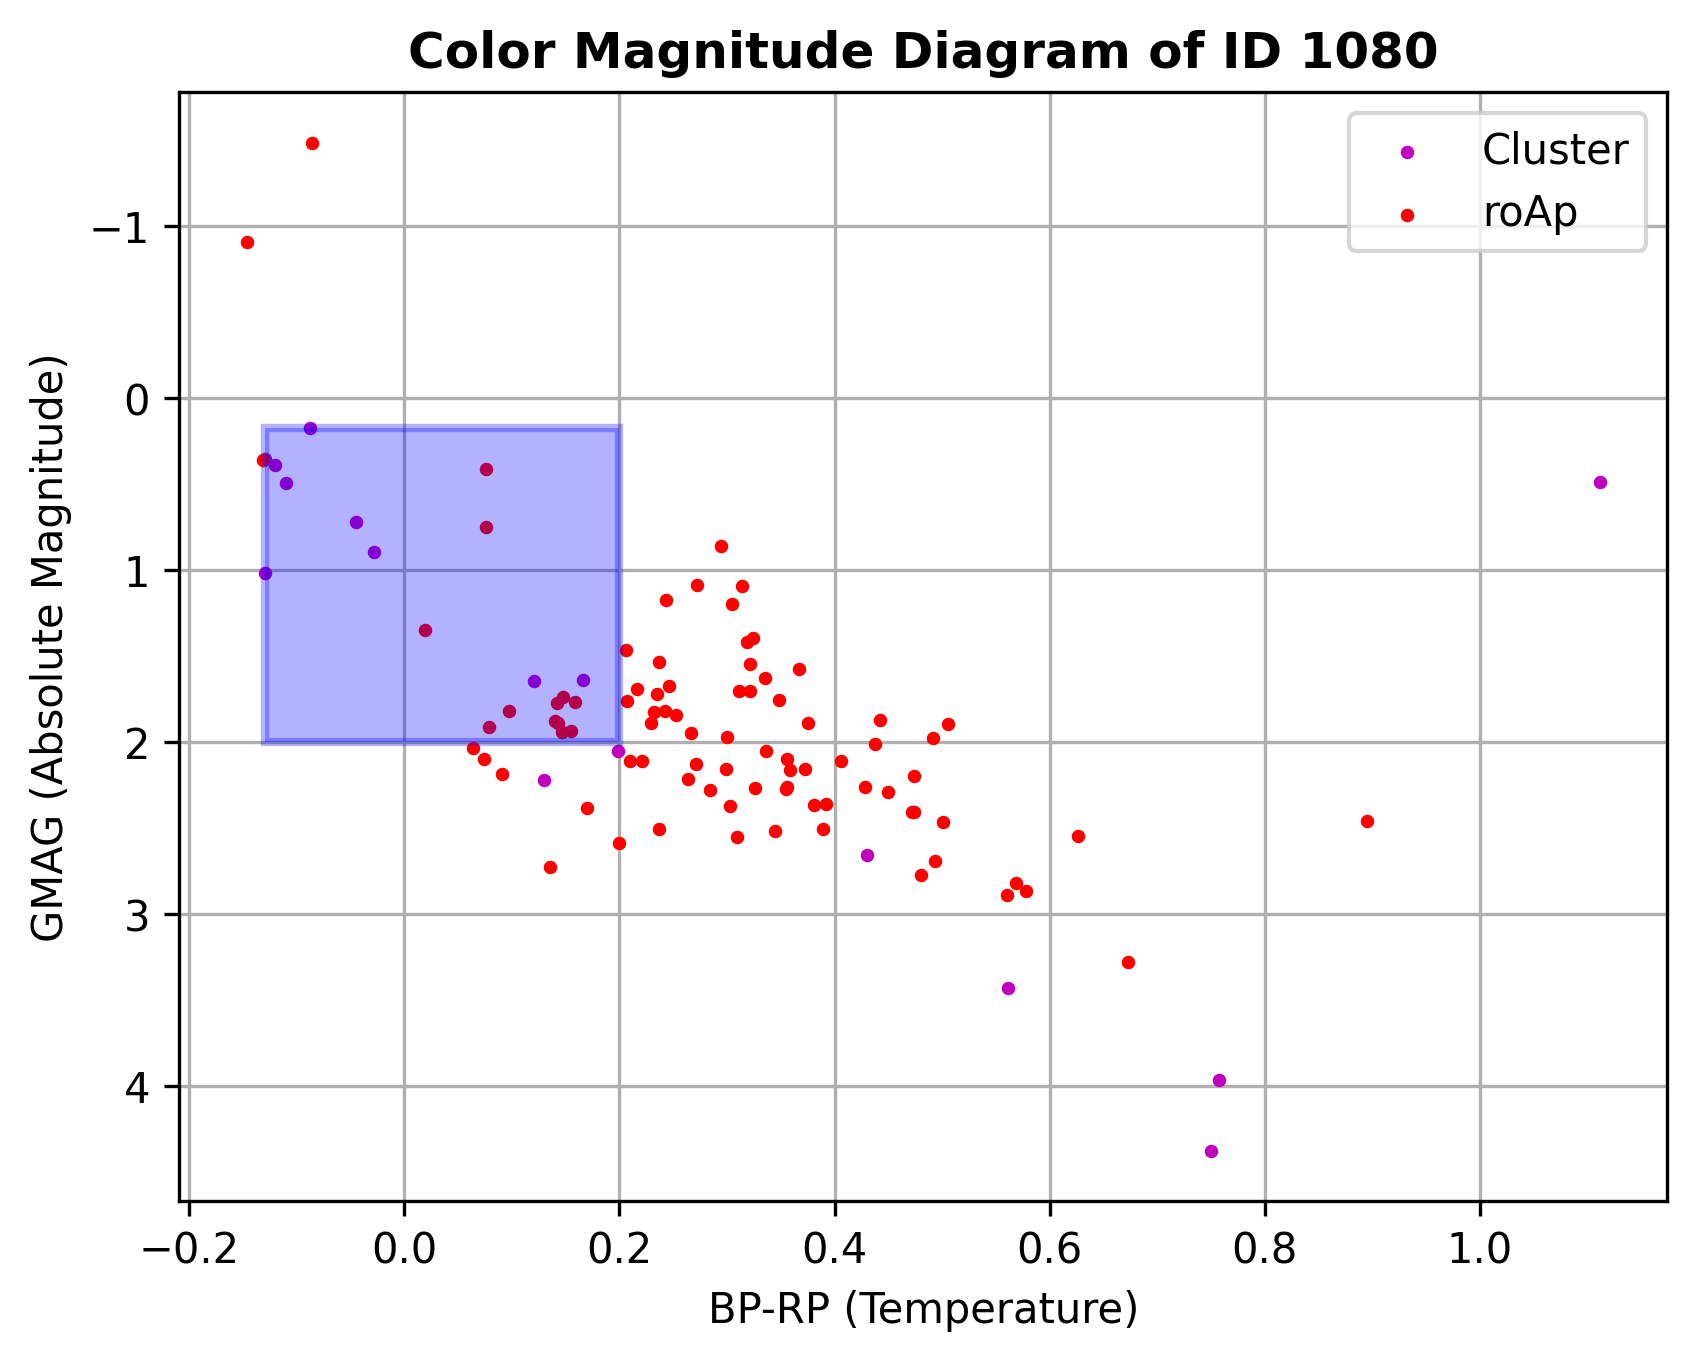 Color Magnitude Diagram of ID 1080
Cluster
roAp
−1
0
1
2
3
4
GMAG (Absolute Magnitude)
−0.2 0.0 0.2 0.4 0.6 0.8 1.0
BP-RP (Temperature)